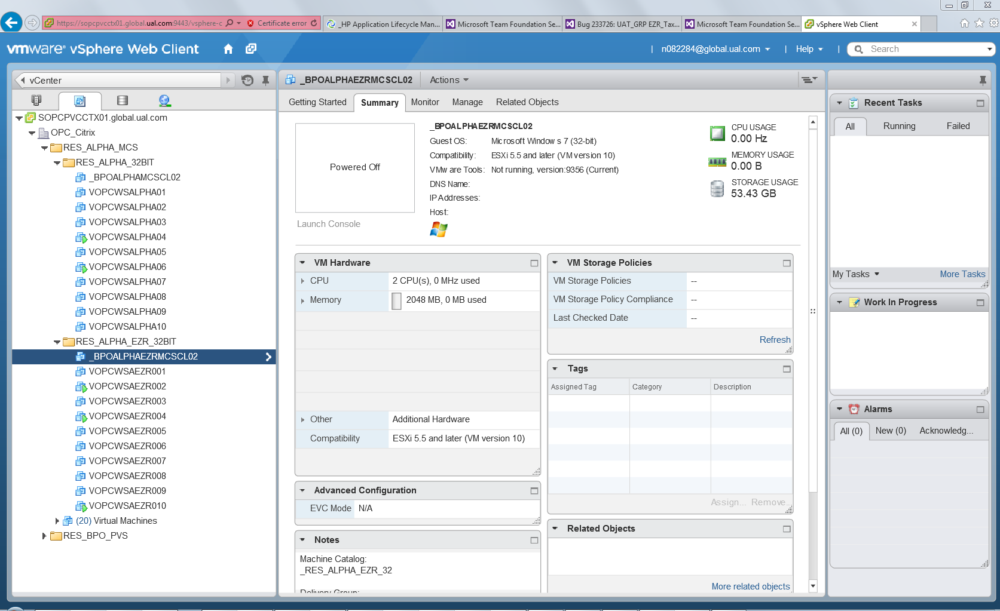 https://sopcpvcctx01.global.ual.com:9443/vsphere-c
Certificate error
_HP Application Lifecycle Man...
Microsoft Team Foundation Se...
Bug 233726: UAT_GRP EZR_Tax...
Microsoft Team Foundation Se...
vSphere Web Client
vmware vSphere Web Client
n082284@global.ual.com
Help
Search
vCenter
SOPCPVCCTX01.global.ual.com
OPC_Citrix
RES_ALPHA_MCS
RES_ALPHA_32BIT
_BPOALPHAMCSCL02
VOPCWSALPHA01
VOPCWSALPHA02
VOPCWSALPHA03
VOPCWSALPHA04
VOPCWSALPHA05
VOPCWSALPHA06
VOPCWSALPHA07
VOPCWSALPHA08
VOPCWSALPHA09
VOPCWSALPHA10
RES_ALPHA_EZR_32BIT
_BPOALPHAEZRMCSCL02
VOPCWSAEZR001
VOPCWSAEZR002
VOPCWSAEZR003
VOPCWSAEZR004
VOPCWSAEZR005
VOPCWSAEZR006
VOPCWSAEZR007
VOPCWSAEZR008
VOPCWSAEZR009
VOPCWSAEZR010
(20) Virtual Machines
RES_BPO_PVS
_BPOALPHAEZRMCSCL02
Actions
Getting Started
Summary
Monitor
Manage
Related Objects
Powered Off
Launch Console
_BPOALPHAEZRMCSCL02
Guest OS: Microsoft Windows 7 (32-bit)
Compatibility: ESXi 5.5 and later (VM version 10)
VMware Tools: Not running, version:9356 (Current)
DNS Name:
IP Addresses:
Host:
CPU USAGE
0.00 Hz
MEMORY USAGE
0.00 B
STORAGE USAGE
53.43 GB
VM Hardware
CPU 2 CPU(s), 0 MHz used
Memory 2048 MB, 0 MB used
Other Additional Hardware
Compatibility ESXi 5.5 and later (VM version 10)
Advanced Configuration
EVC Mode N/A
Notes
Machine Catalog:
_RES_ALPHA_EZR_32
Delivery Group:
VM Storage Policies
VM Storage Policies --
VM Storage Policy Compliance --
Last Checked Date --
Refresh
Tags
Assigned Tag Category Description
Assign... Remove...
Related Objects
More related objects
Recent Tasks
All Running Failed
My Tasks More Tasks
Work In Progress
Alarms
All (0) New (0) Acknowledg...